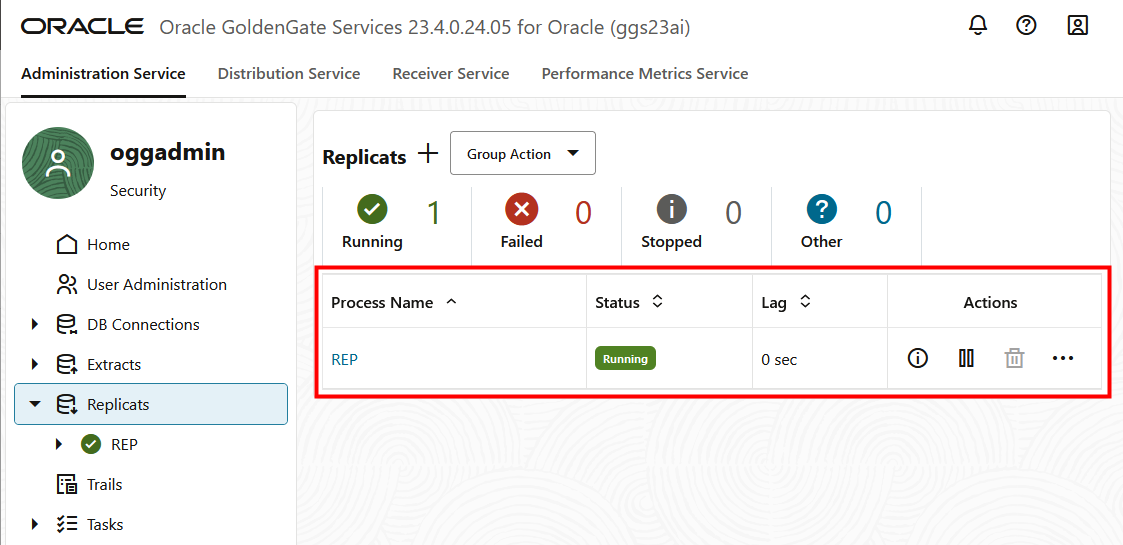 ORACLE Oracle GoldenGate Services 23.4.0.24.05 for Oracle (ggs23ai)
Administration Service Distribution Service Receiver Service Performance Metrics Service
oggadmin
Security
Home
User Administration
DB Connections
Extracts
Replicats
REP
Trails
Tasks
Replicats Group Action
1 0 0 0
Running Failed Stopped Other
Process Name Status Lag Actions
REP Running 0 sec